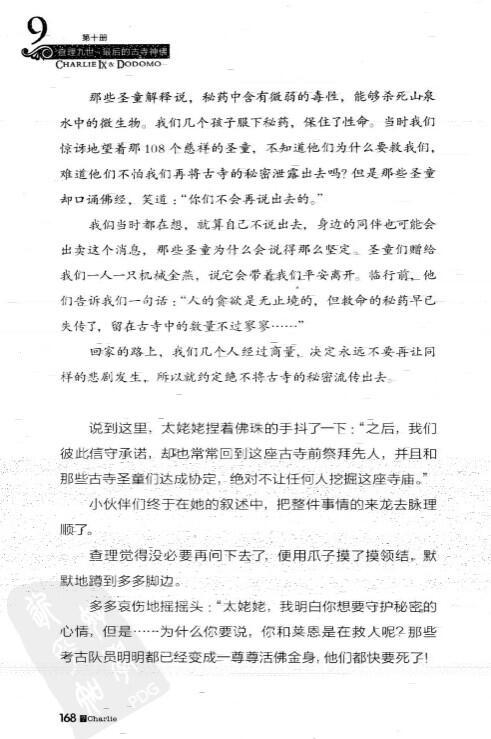 9
第十册
查理九世·最后的古寺神佛
CHARLIE IX & DODOMO
那些圣童解释说，秘药中含有微弱的毒性，能够杀死山泉
水中的微生物。我们几个孩子服下秘药，保住了性命。当时我们
惊讶地望着那 108 个慈祥的圣童，不知道他们为什么要救我们，
难道他们不怕我们再将古寺的秘密泄露出去吗？但是那些圣童
却口诵佛经，笑道：“你们不会再说出去的。”
我们当时都在想，就算自己不说出去，身边的同伴也可能会
出卖这个消息，那些圣童为什么会说得那么坚定。圣童们赠给
我们一人一只机械金燕，说它会带着我们平安离开。临行前，他
们告诉我们一句话：“人的贪欲是无止境的，但救命的秘药早已
失传了，留在古寺中的数量不过寥寥……”
回家的路上，我们几个人经过商量，决定永远不要再让同
样的悲剧发生，所以就约定绝不将古寺的秘密流传出去。
说到这里，太姥姥捏着佛珠的手抖了一下：“之后，我们
彼此信守承诺，却也常常回到这座古寺前祭拜先人，并且和
那些古寺圣童们达成协定，绝对不让任何人挖掘这座寺庙。”
小伙伴们终于在她的叙述中，把整件事情的来龙去脉理
顺了。
查理觉得没必要再问下去了，便用爪子摸了摸领结，默
默地蹲到多多脚边。
多多哀伤地摇摇头：“太姥姥，我明白你想要守护秘密的
心情，但是……为什么你要说，你和莱恩是在救人呢？那些
考古队员明明都已经变成一尊尊活佛金身，他们都快要死了！
168 Charlie
PDG